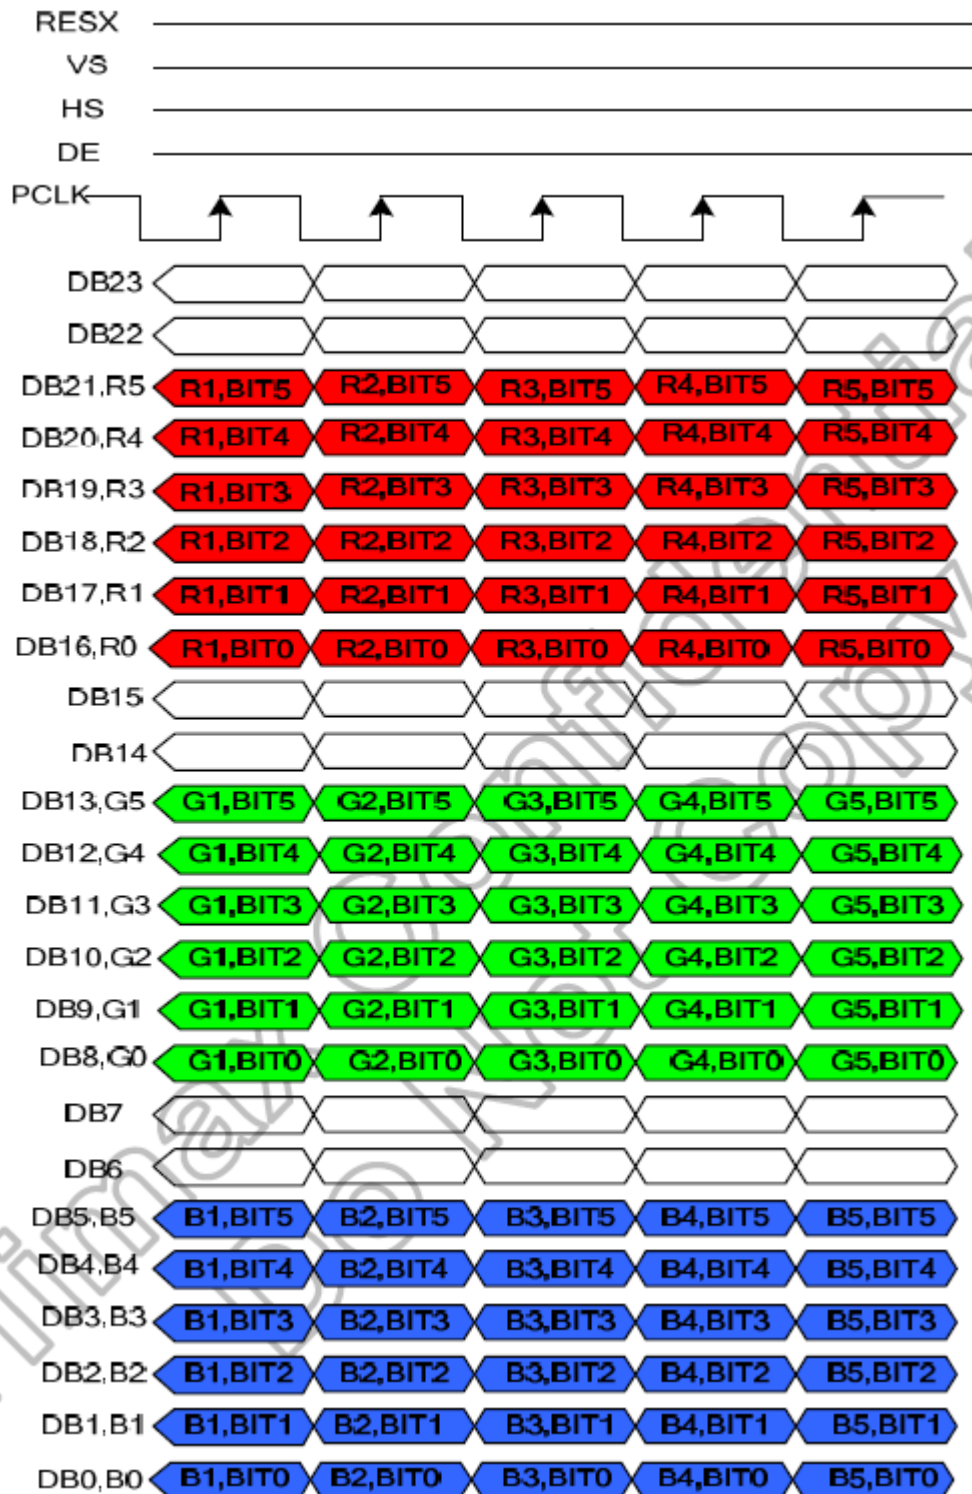 RESX
VS
HS
DE
PCLK
DB23
DB22
DB21,R5 R1,BIT5 R2,BIT5 R3,BIT5 R4,BIT5 R5,BIT5
DB20,R4 R1,BIT4 R2,BIT4 R3,BIT4 R4,BIT4 R5,BIT4
DB19,R3 R1,BIT3 R2,BIT3 R3,BIT3 R4,BIT3 R5,BIT3
DB18,R2 R1,BIT2 R2,BIT2 R3,BIT2 R4,BIT2 R5,BIT2
DB17,R1 R1,BIT1 R2,BIT1 R3,BIT1 R4,BIT1 R5,BIT1
DB16,R0 R1,BIT0 R2,BIT0 R3,BIT0 R4,BIT0 R5,BIT0
DB15
DB14
DB13,G5 G1,BIT5 G2,BIT5 G3,BIT5 G4,BIT5 G5,BIT5
DB12,G4 G1,BIT4 G2,BIT4 G3,BIT4 G4,BIT4 G5,BIT4
DB11,G3 G1,BIT3 G2,BIT3 G3,BIT3 G4,BIT3 G5,BIT3
DB10,G2 G1,BIT2 G2,BIT2 G3,BIT2 G4,BIT2 G5,BIT2
DB9,G1 G1,BIT1 G2,BIT1 G3,BIT1 G4,BIT1 G5,BIT1
DB8,G0 G1,BIT0 G2,BIT0 G3,BIT0 G4,BIT0 G5,BIT0
DB7
DB6
DB5,B5 B1,BIT5 B2,BIT5 B3,BIT5 B4,BIT5 B5,BIT5
DB4,B4 B1,BIT4 B2,BIT4 B3,BIT4 B4,BIT4 B5,BIT4
DB3,B3 B1,BIT3 B2,BIT3 B3,BIT3 B4,BIT3 B5,BIT3
DB2,B2 B1,BIT2 B2,BIT2 B3,BIT2 B4,BIT2 B5,BIT2
DB1,B1 B1,BIT1 B2,BIT1 B3,BIT1 B4,BIT1 B5,BIT1
DB0,B0 B1,BIT0 B2,BIT0 B3,BIT0 B4,BIT0 B5,BIT0
imax Confidentia
Do Not Copy